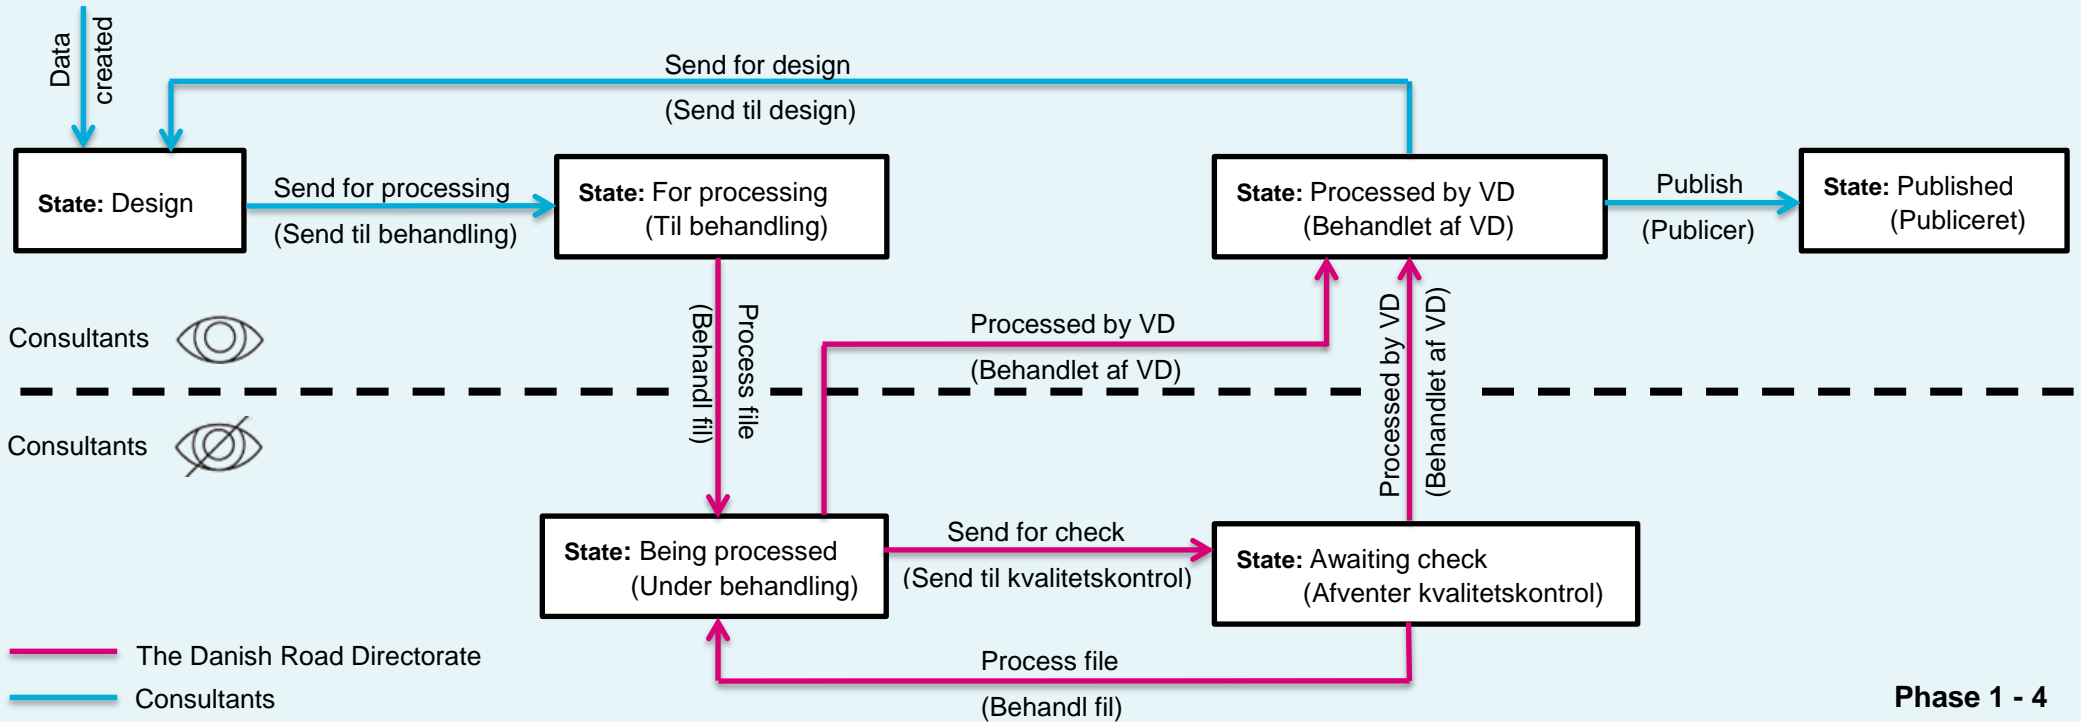 Data
created
Send for design
(Send til design)
State: Design
Send for processing
(Send til behandling)
State: For processing
(Til behandling)
State: Processed by VD
(Behandlet af VD)
Publish
(Publicer)
State: Published
(Publiceret)
Process file
(Behandl fil)
Processed by VD
(Behandlet af VD)
Processed by VD
(Behandlet af VD)
Consultants
Consultants
State: Being processed
(Under behandling)
Send for check
(Send til kvalitetskontrol)
State: Awaiting check
(Afventer kvalitetskontrol)
Process file
(Behandl fil)
The Danish Road Directorate
Consultants
Phase 1 - 4